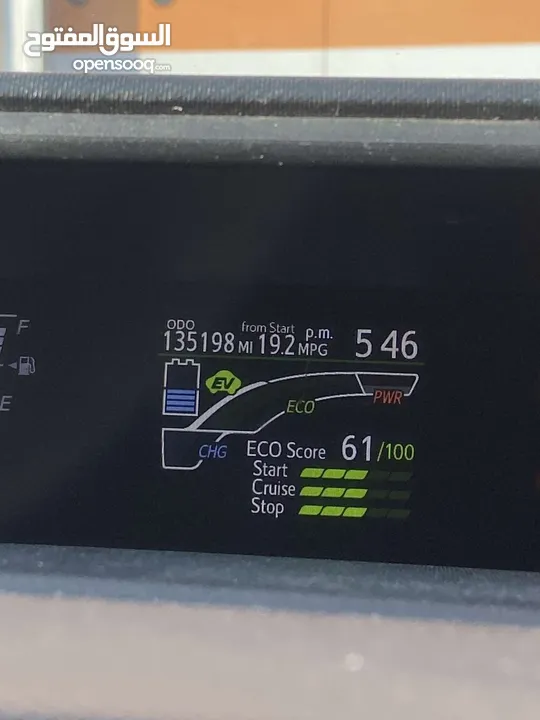 السوق المفتوح
opensooq.com
F
E
ODO
135198 MI
from Start
19.2 MPG
p.m.
5 46
EV
ECO
PWR
CHG
ECO Score 61/100
Start
Cruise
Stop